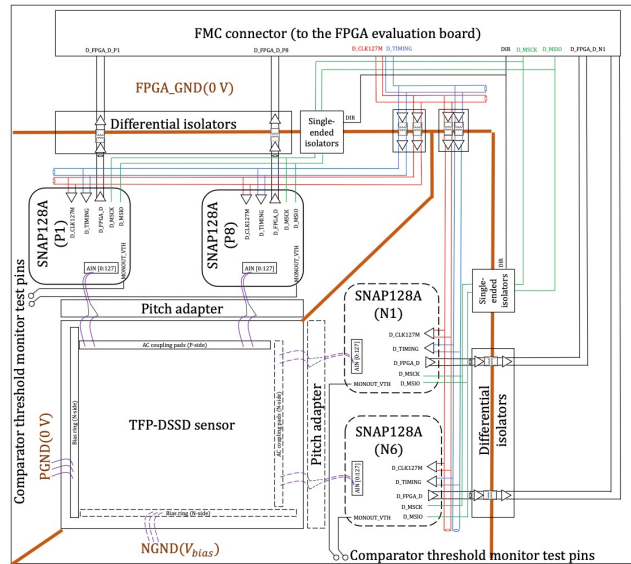 FMC connector (to the FPGA evaluation board)
D_FPGA_D_P1
D_FPGA_D_P8
D_CLK127M
D_TIMING
DIR
D_MSCK
D_MSIO
D_FPGA_D_N1
FPGA_GND(0 V)
Differential isolators
Single-
ended
isolators
DIR
SNAP128A
(P1)
D_CLK127M
D_TIMING
D_FPGA_D
D_MSCK
D_MSIO
MONOUT_VTH
AIN [0:127]
SNAP128A
(P8)
D_CLK127M
D_TIMING
D_FPGA_D
D_MSCK
D_MSIO
MONOUT_VTH
AIN [0:127]
DIR
Single-
ended
isolators
Comparator threshold monitor test pins
Pitch adapter
AC coupling pads (P-side)
Bias ring (N-side)
TFP-DSSD sensor
AC coupling pads (N-side)
Pitch adapter
Bias ring (N-side)
PGND(0 V)
NGND(V_bias)
SNAP128A
(N1)
D_CLK127M
D_TIMING
D_FPGA_D
D_MSCK
D_MSIO
AIN [0:127]
MONOUT_VTH
SNAP128A
(N6)
D_CLK127M
D_TIMING
D_FPGA_D
D_MSCK
D_MSIO
AIN [0:127]
MONOUT_VTH
Differential
isolators
Comparator threshold monitor test pins